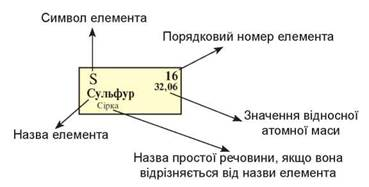 Символ елемента
Порядковий номер елемента
S
16
32,06
Сульфур
Сірка
Назва елемента
Значення відносної
атомної маси
Назва простої речовини, якщо вона
відрізняється від назви елемента